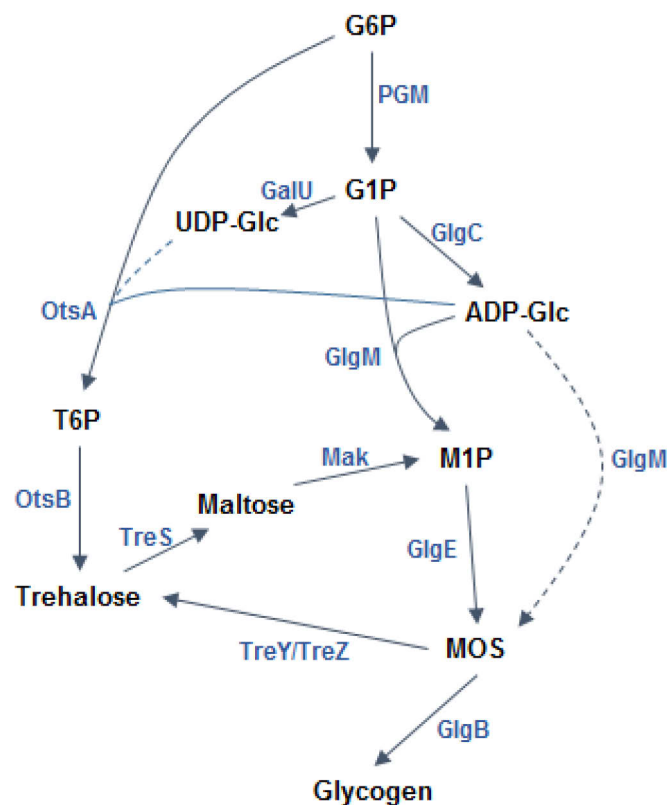 G6P
PGM
GalU
G1P
UDP-Glc
GlgC
OtsA
ADP-Glc
GlgM
T6P
Mak
M1P
GlgM
OtsB
Maltose
TreS
GlgE
Trehalose
TreY/TreZ
MOS
GlgB
Glycogen